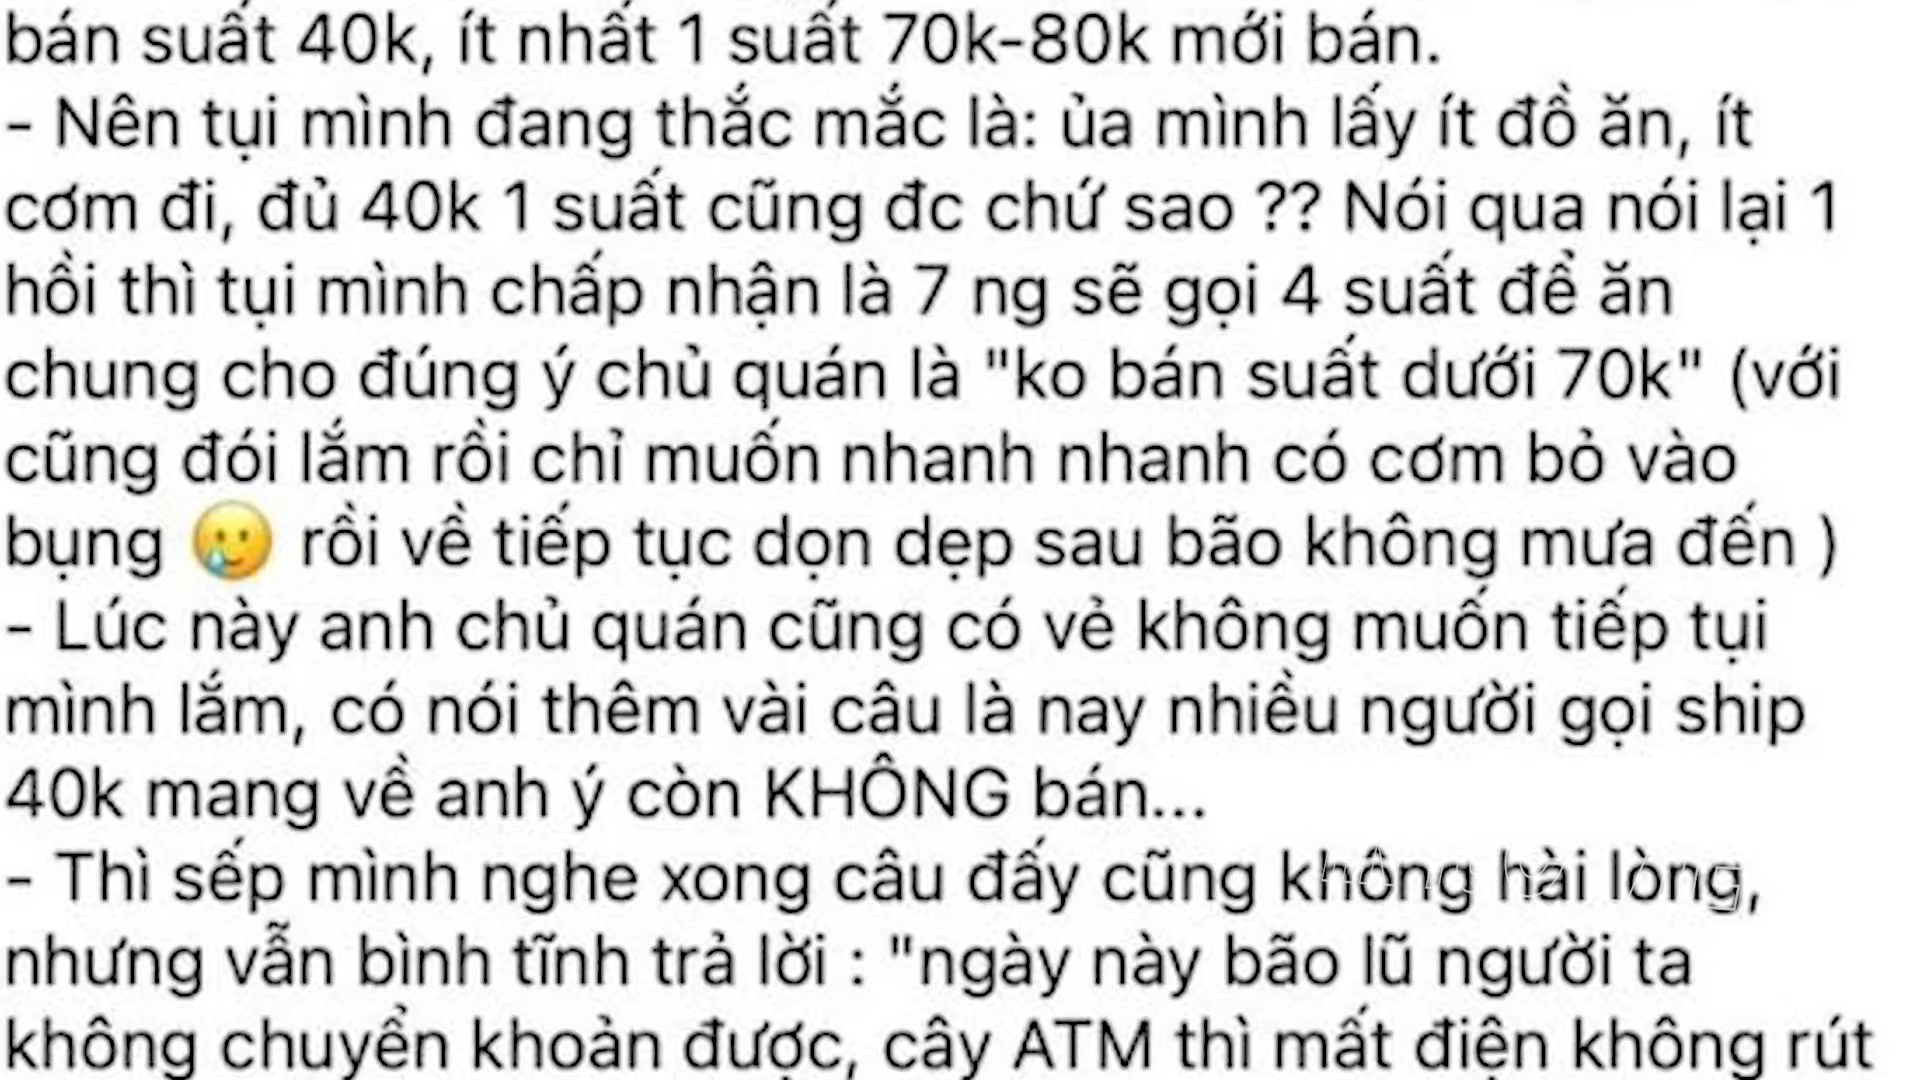 bán suất 40k, ít nhất 1 suất 70k-80k mới bán.
- Nên tụi mình đang thắc mắc là: ủa mình lấy ít đồ ăn, ít
cơm đi, đủ 40k 1 suất cũng đc chứ sao ?? Nói qua nói lại 1
hồi thì tụi mình chấp nhận là 7 ng sẽ gọi 4 suất để ăn
chung cho đúng ý chủ quán là "ko bán suất dưới 70k" (với
cũng đói lắm rồi chỉ muốn nhanh nhanh có cơm bỏ vào
bụng 🥲 rồi về tiếp tục dọn dẹp sau bão không mưa đến )
- Lúc này anh chủ quán cũng có vẻ không muốn tiếp tụi
mình lắm, có nói thêm vài câu là nay nhiều người gọi ship
40k mang về anh ý còn KHÔNG bán...
- Thì sếp mình nghe xong câu đấy cũng không hài lòng,
nhưng vẫn bình tĩnh trả lời : "ngày này bão lũ người ta
không chuyển khoản được, cây ATM thì mất điện không rút